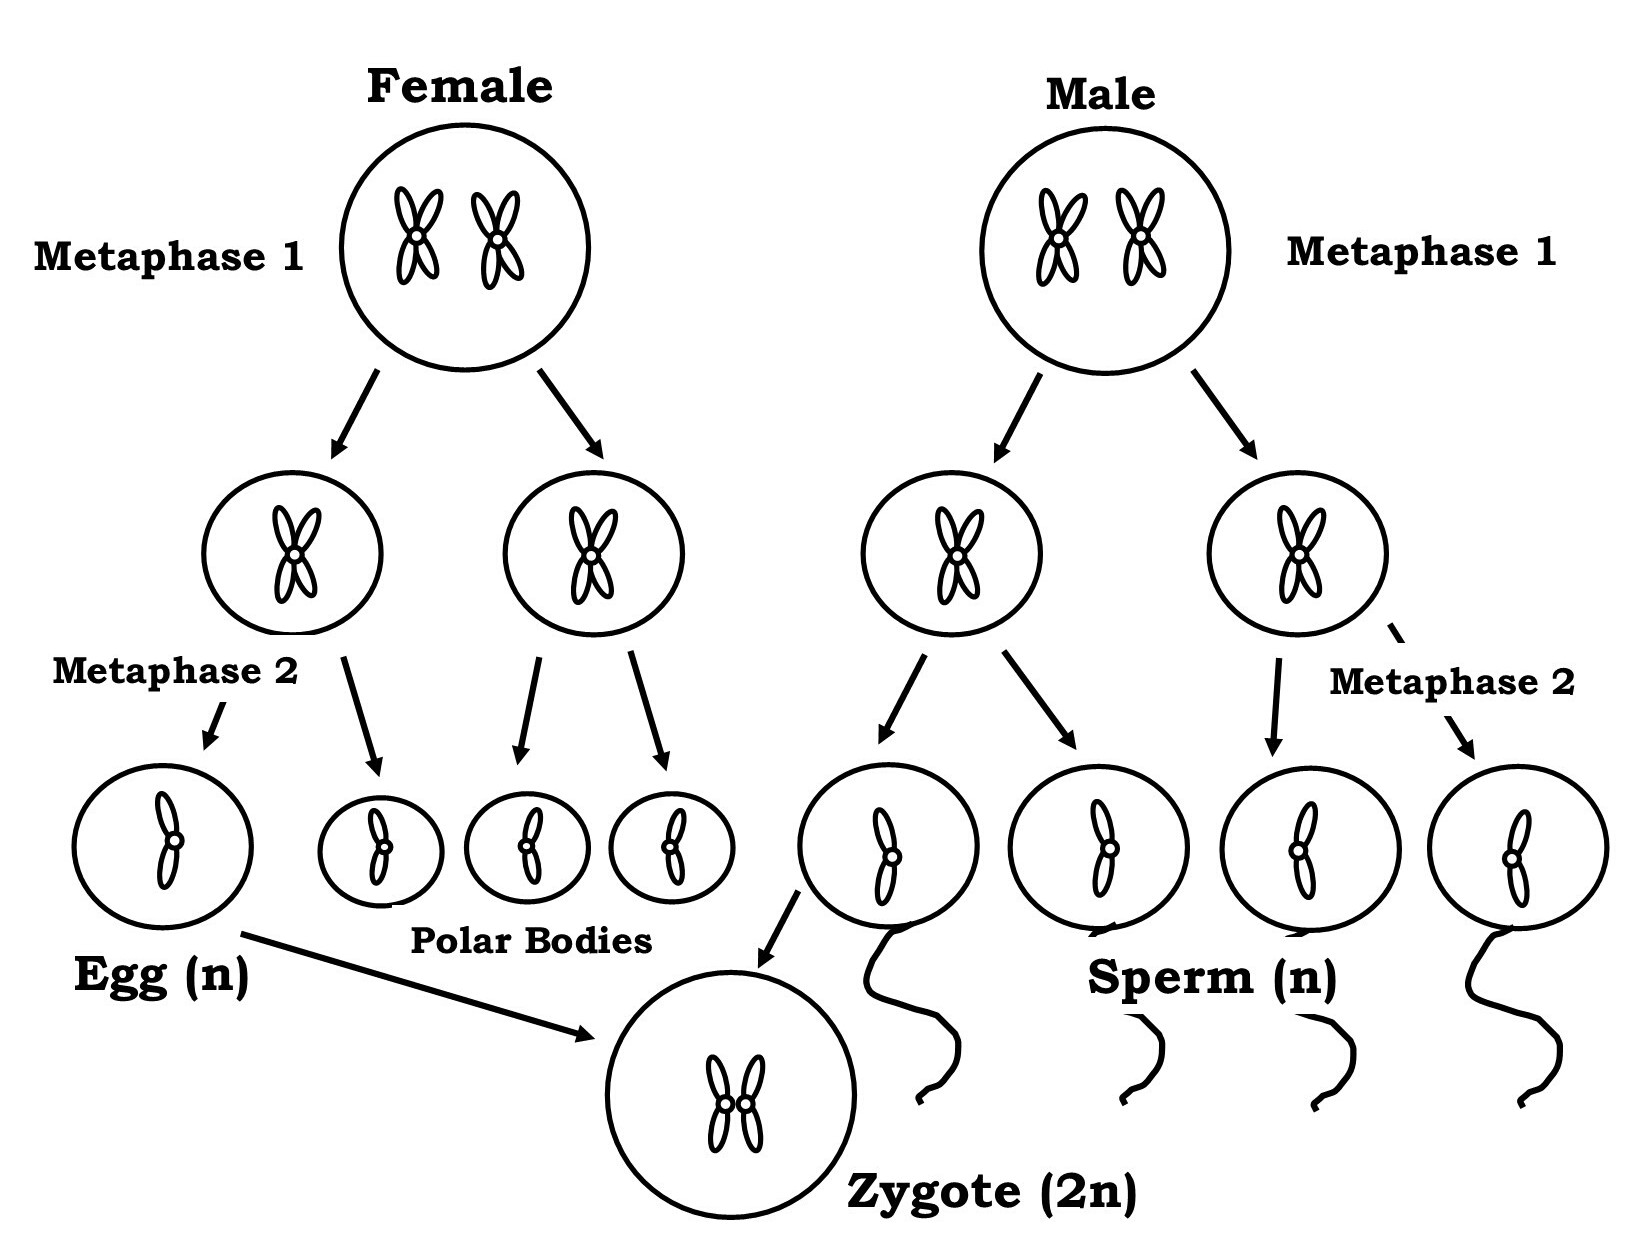 Female
Male
Metaphase 1
Metaphase 1
Metaphase 2
Metaphase 2
Polar Bodies
Egg (n)
Sperm (n)
Zygote (2n)